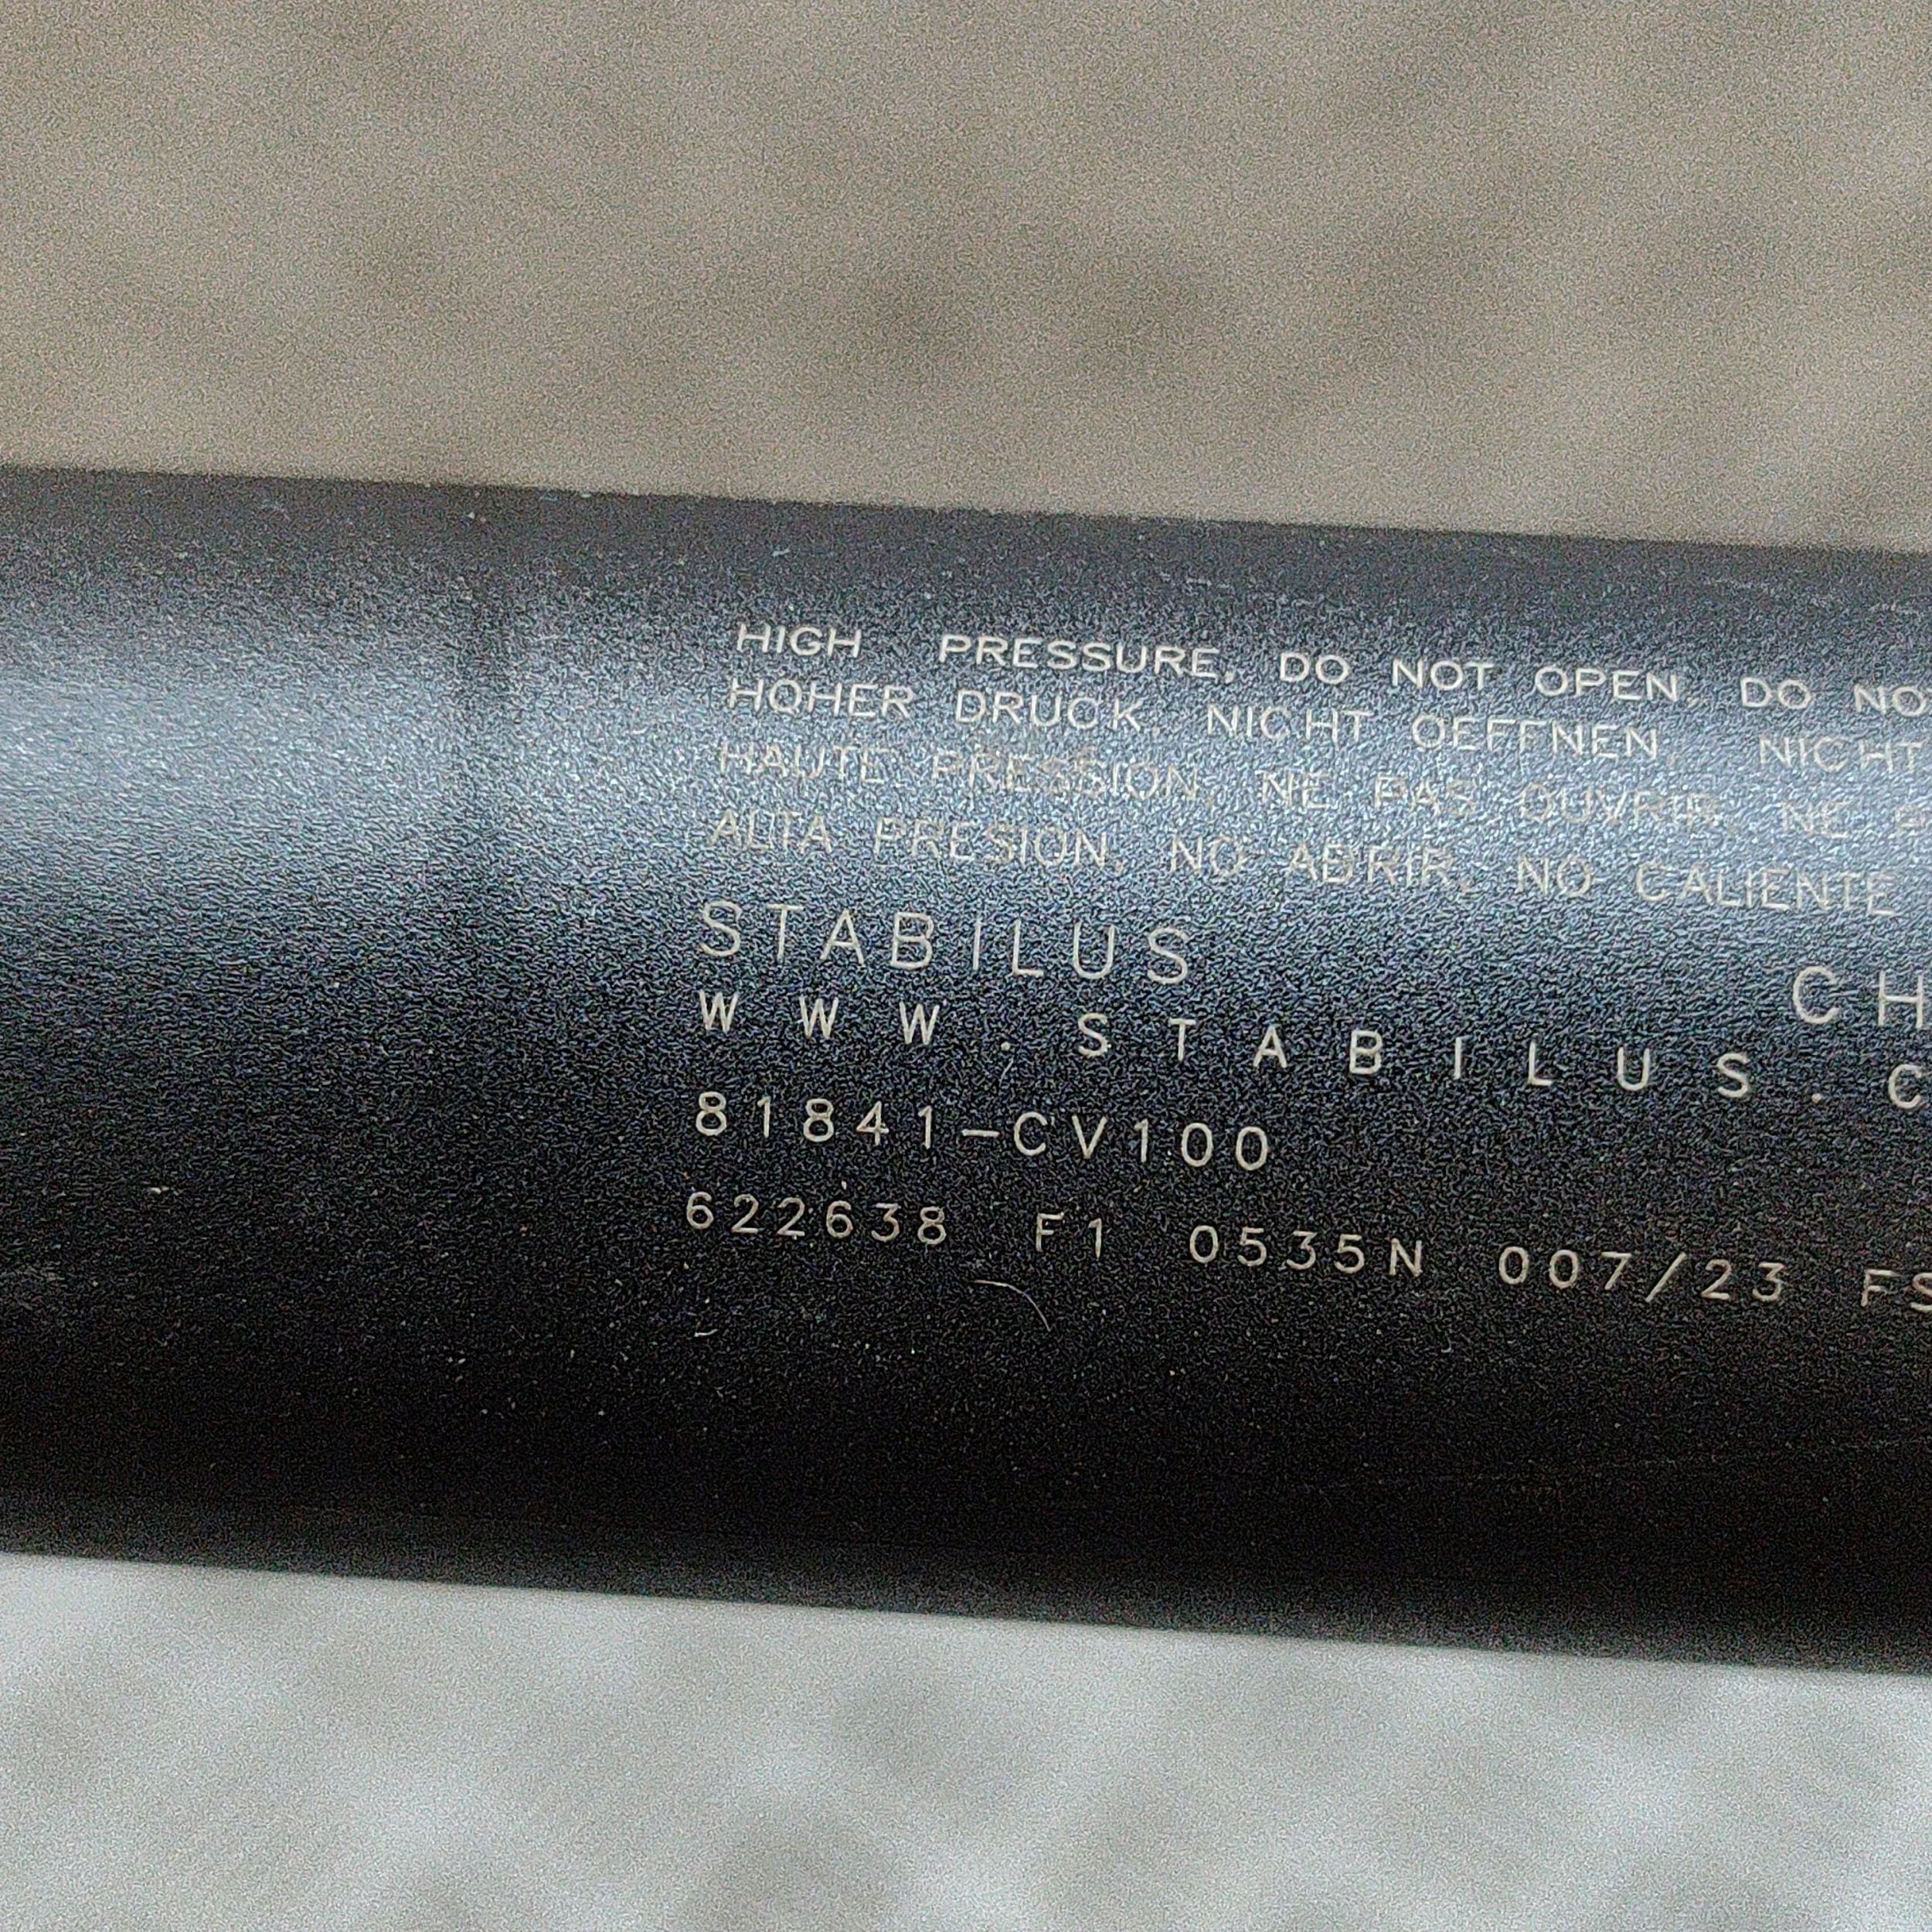 HIGH PRESSURE, DO NOT OPEN, DO NO
HOHER DRUCK, NICHT OEFFNEN, NICHT
HAUTE PRESSION, NE PAS OUVRIR, NE P
ALTA PRESION, NO ABRIR, NO CALIENTE
STABILUS CH
WWW.STABILUS.C
81841-CV100
622638 F1 0535N 007/23 FS